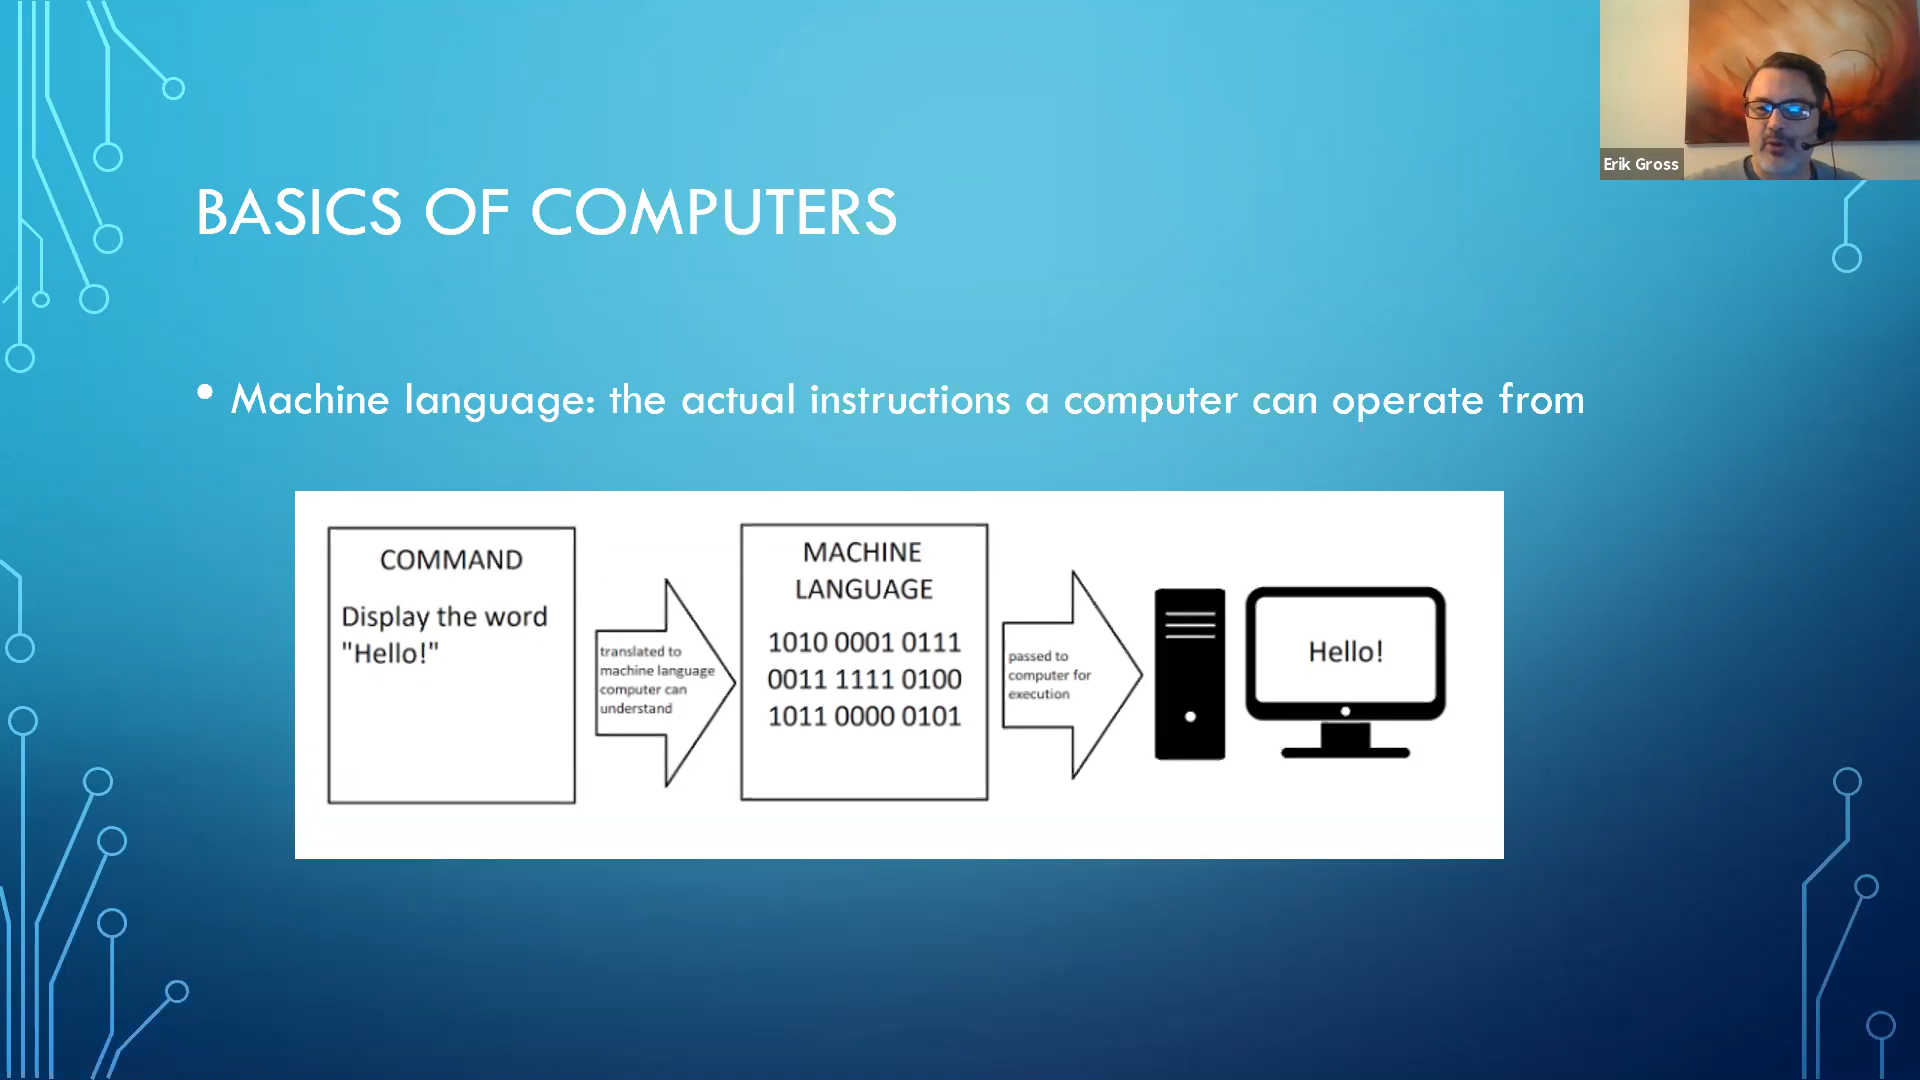 Erik Gross
BASICS OF COMPUTERS
• Machine language: the actual instructions a computer can operate from
COMMAND
Display the word
"Hello!"
translated to
machine language
computer can
understand
MACHINE
LANGUAGE
1010 0001 0111
0011 1111 0100
1011 0000 0101
passed to
computer for
execution
Hello!